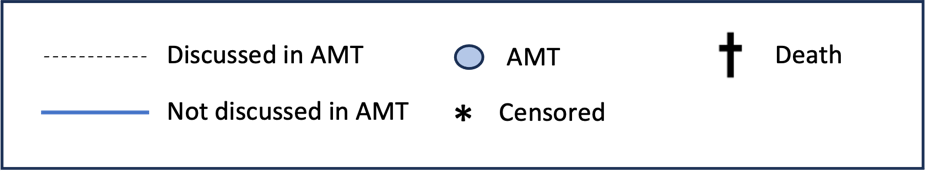 Discussed in AMT
AMT
Death
Not discussed in AMT
* Censored